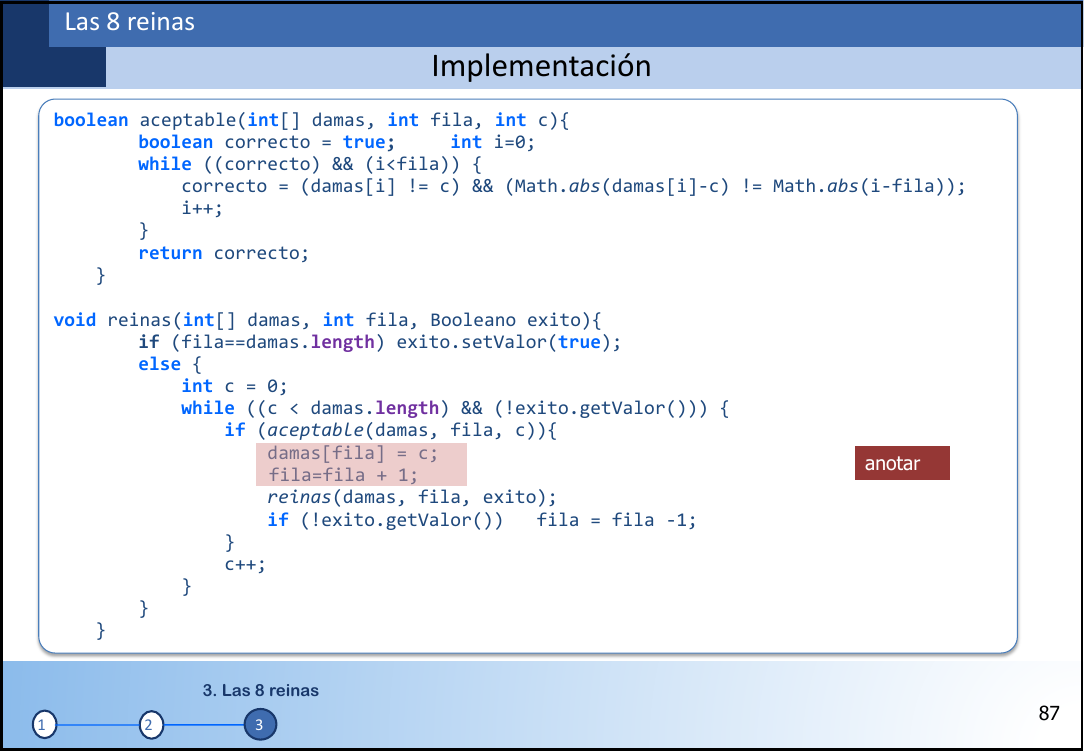 Las 8 reinas
Implementación
boolean aceptable(int[] damas, int fila, int c){
boolean correcto = true;     int i=0;
while ((correcto) && (i<fila)) {
correcto = (damas[i] != c) && (Math.abs(damas[i]-c) != Math.abs(i-fila));
i++;
}
return correcto;
}
void reinas(int[] damas, int fila, Booleano exito){
if (fila==damas.length) exito.setValor(true);
else {
int c = 0;
while ((c < damas.length) && (!exito.getValor())) {
if (aceptable(damas, fila, c)){
damas[fila] = c;
fila=fila + 1;
anotar
reinas(damas, fila, exito);
if (!exito.getValor())   fila = fila -1;
}
c++;
}
}
}
3. Las 8 reinas
1 2 3
87